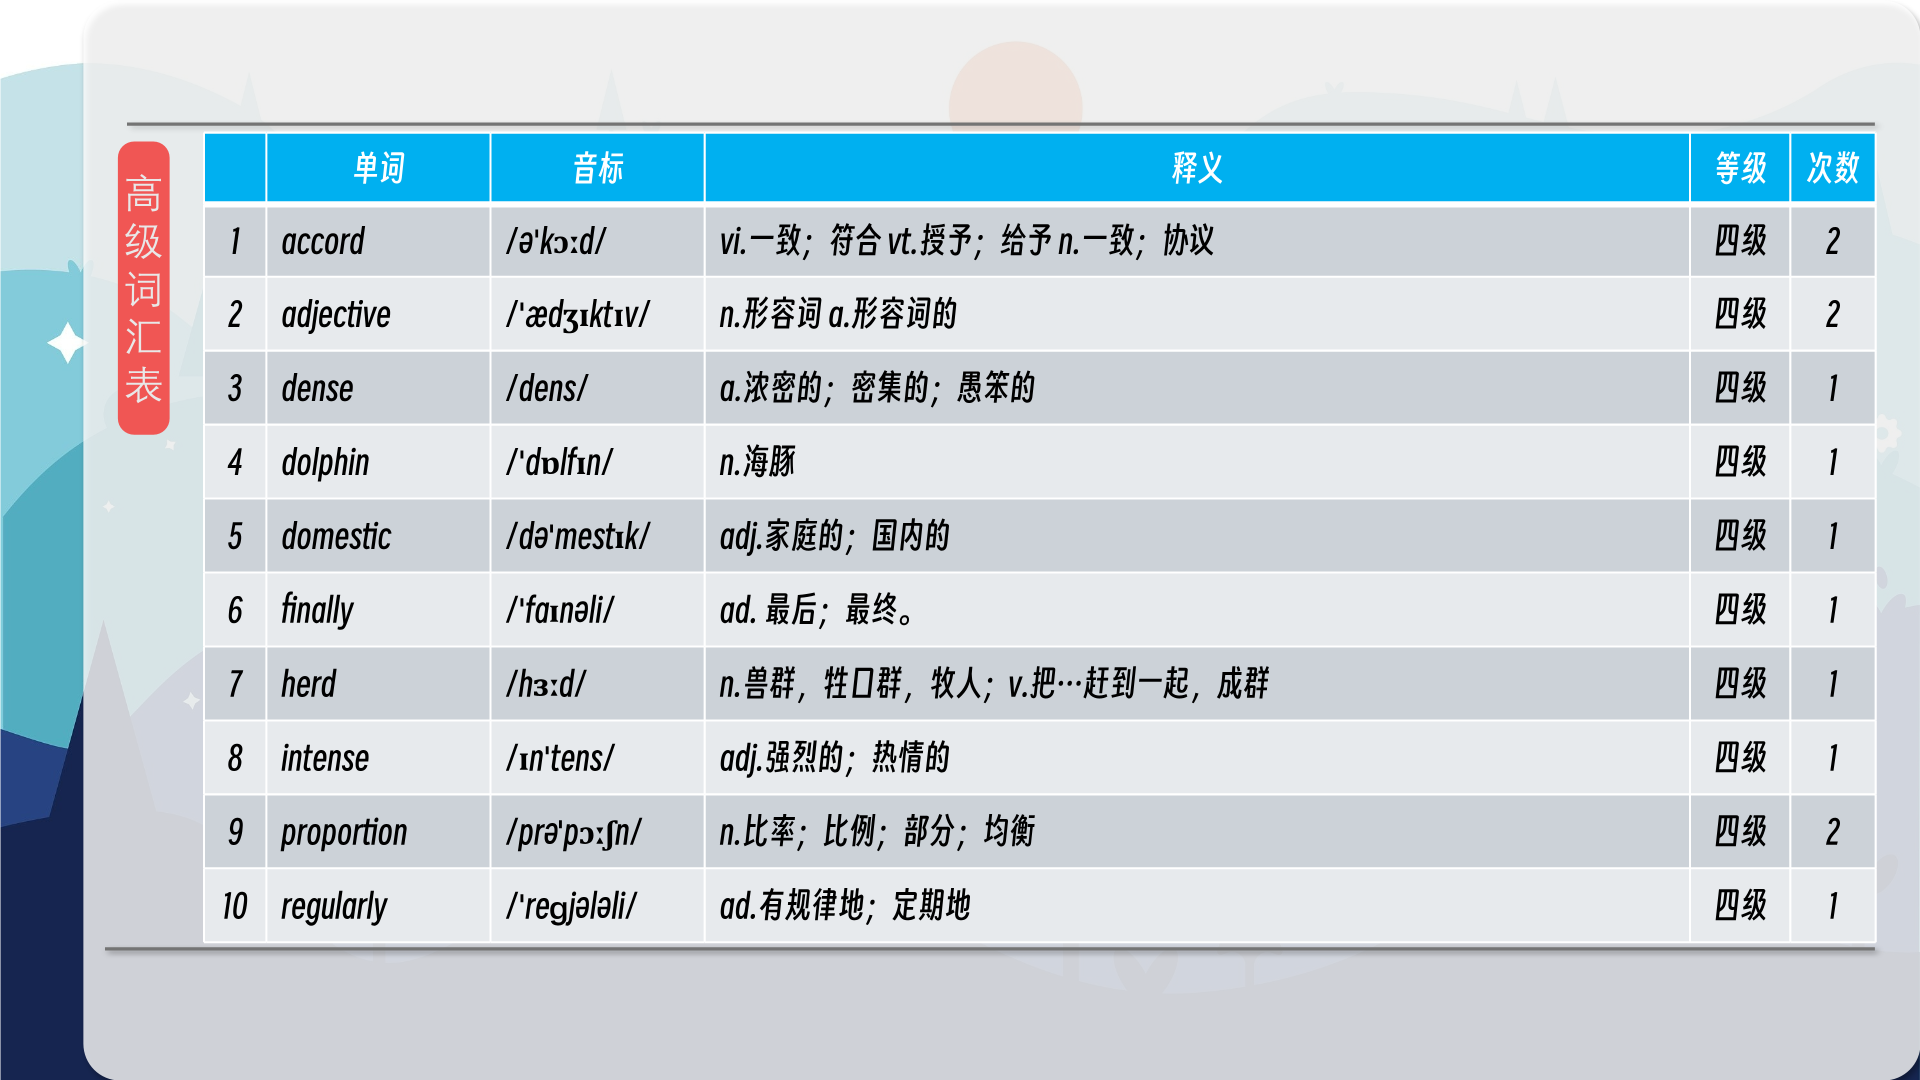 高级词汇表
单词 音标 释义 等级 次数
1 accord /ə'kɔːd/ vi.一致；符合 vt.授予；给予 n.一致；协议 四级 2
2 adjective /'ædʒɪktɪv/ n.形容词 a.形容词的 四级 2
3 dense /dens/ a.浓密的；密集的；愚笨的 四级 1
4 dolphin /'dɒlfɪn/ n.海豚 四级 1
5 domestic /də'mestɪk/ adj.家庭的；国内的 四级 1
6 finally /'faɪnəli/ ad. 最后；最终。 四级 1
7 herd /hɜːd/ n.兽群，牲口群，牧人；v.把…赶到一起，成群 四级 1
8 intense /ɪn'tens/ adj.强烈的；热情的 四级 1
9 proportion /prə'pɔːʃn/ n.比率；比例；部分；均衡 四级 2
10 regularly /'reɡjələli/ ad.有规律地；定期地 四级 1